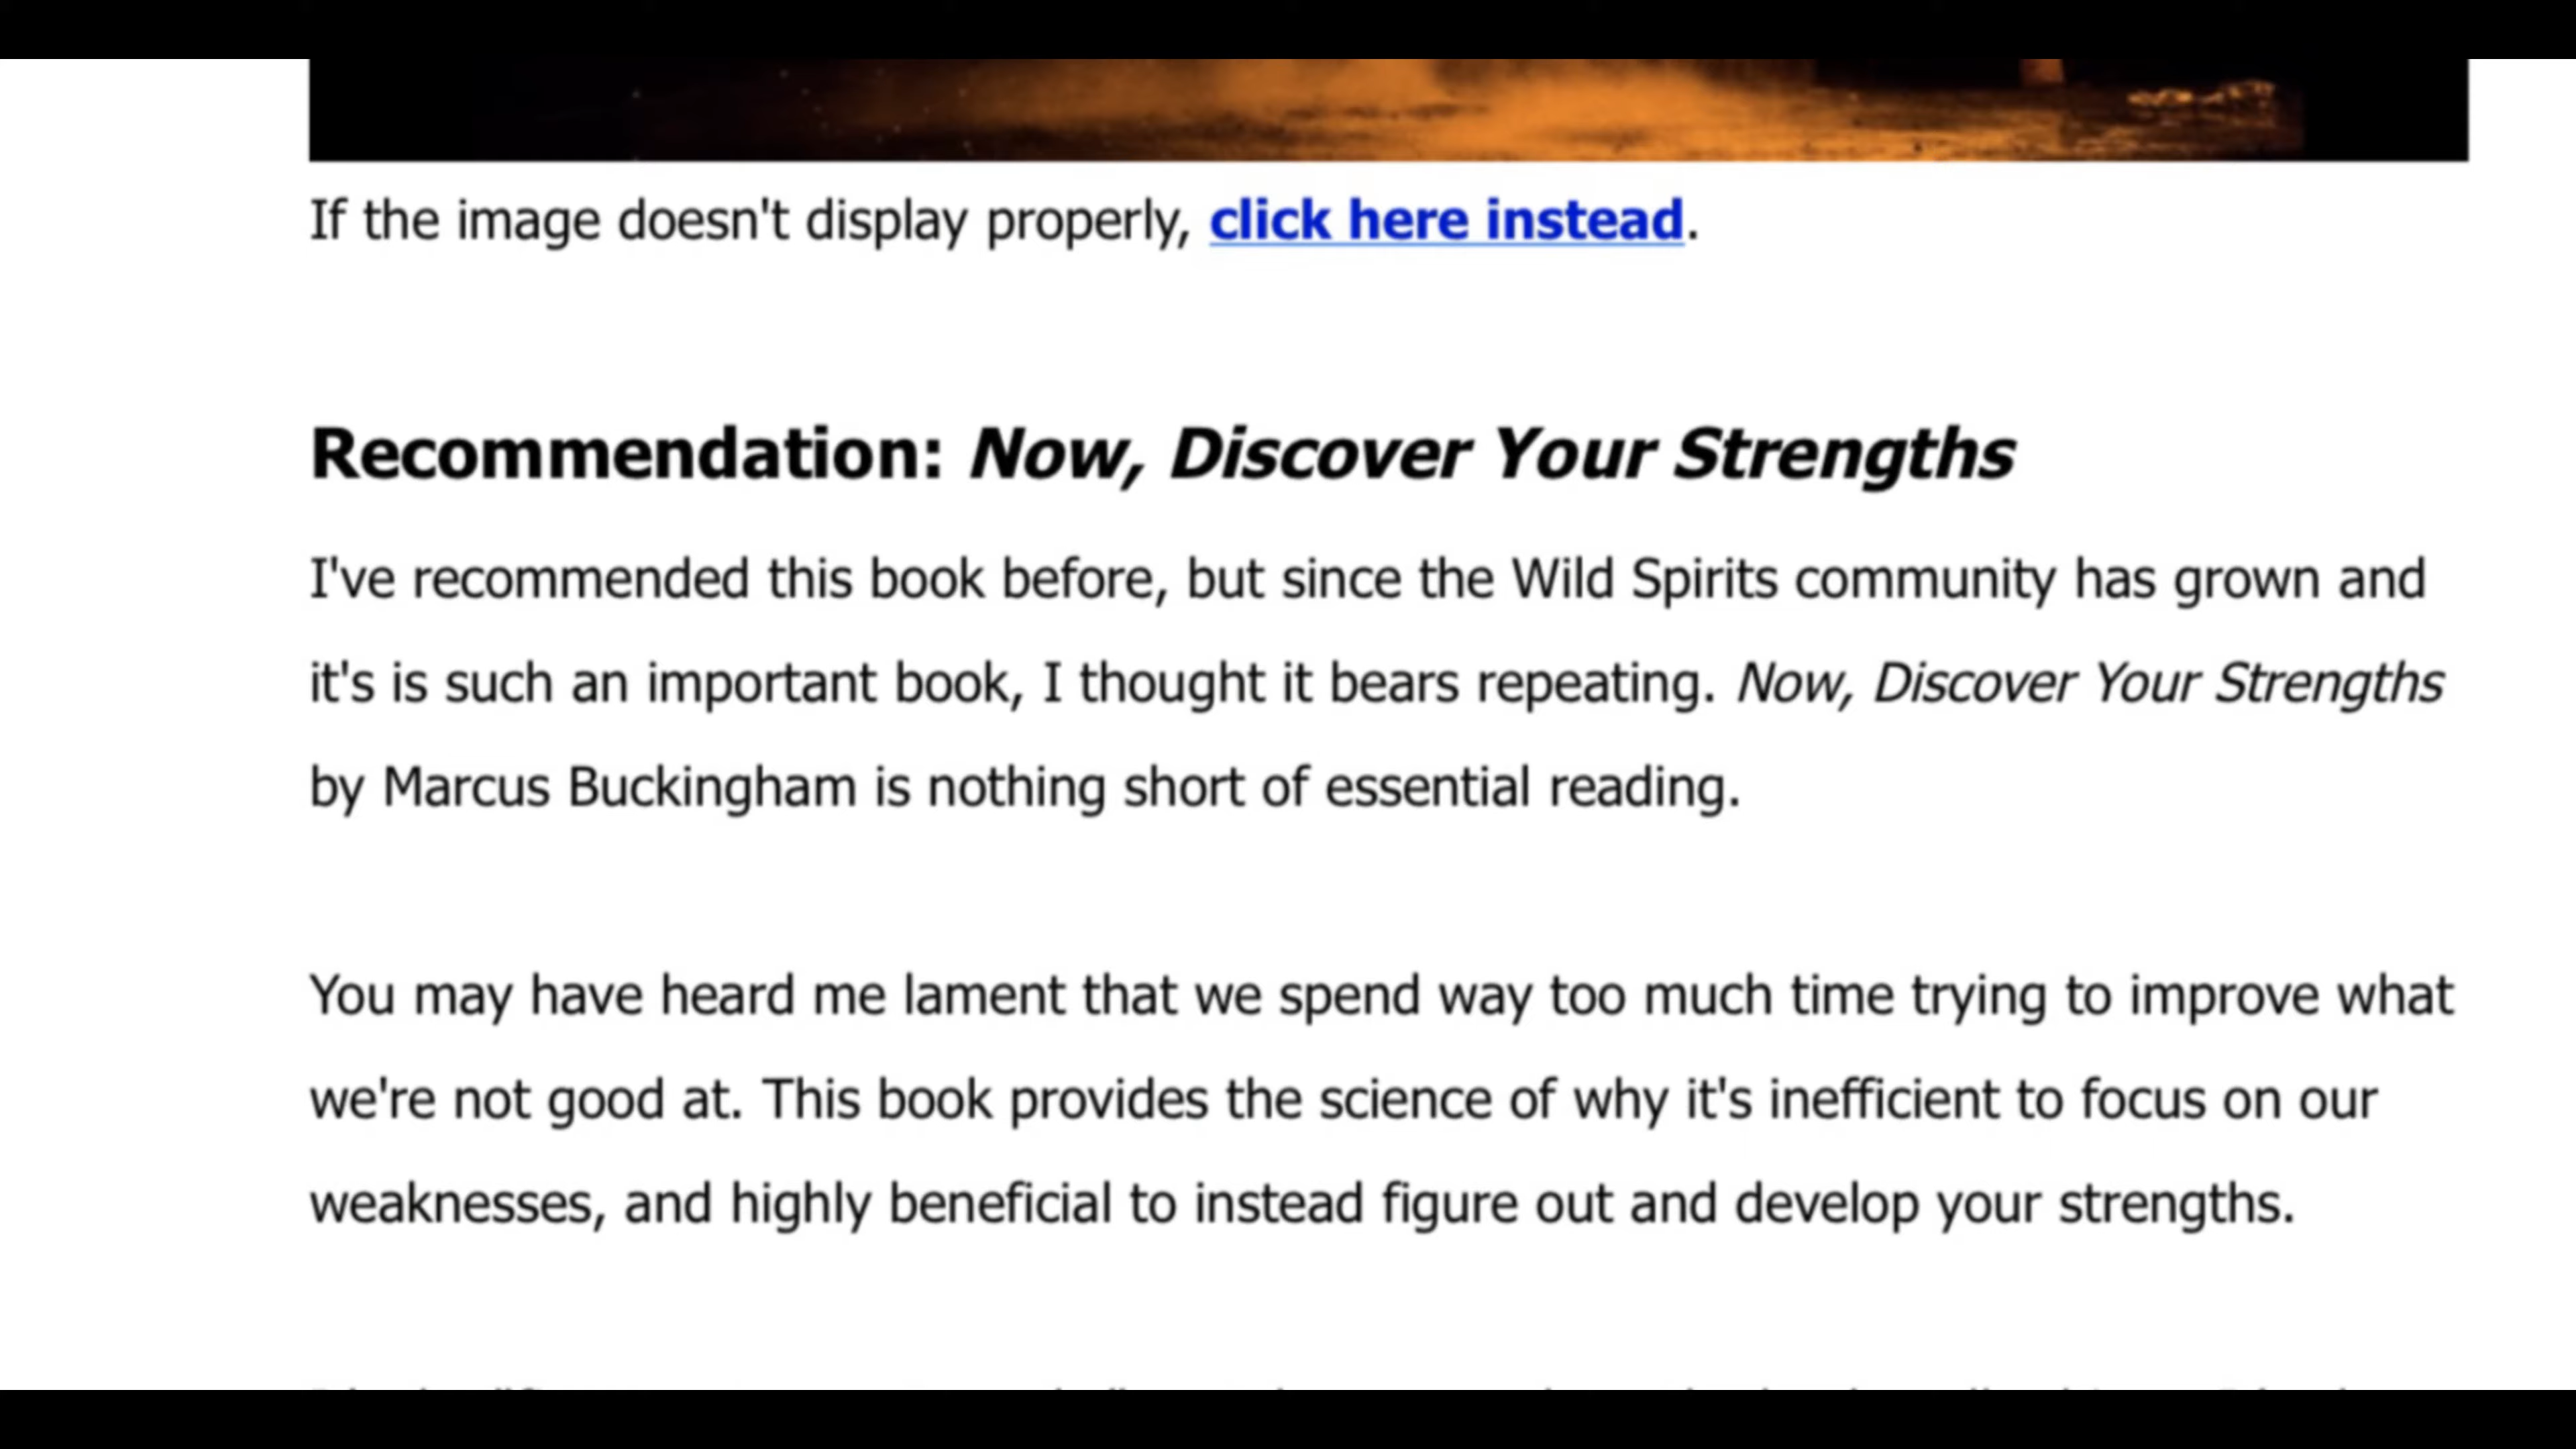 If the image doesn't display properly, click here instead.
Recommendation: Now, Discover Your Strengths
I've recommended this book before, but since the Wild Spirits community has grown and
it's is such an important book, I thought it bears repeating. Now, Discover Your Strengths
by Marcus Buckingham is nothing short of essential reading.
You may have heard me lament that we spend way too much time trying to improve what
we're not good at. This book provides the science of why it's inefficient to focus on our
weaknesses, and highly beneficial to instead figure out and develop your strengths.